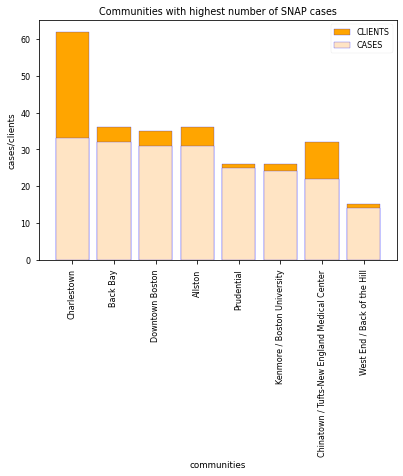 Communities with highest number of SNAP cases
CLIENTS
CASES
cases/clients
60
50
40
30
20
10
0
Charlestown
Back Bay
Downtown Boston
Allston
Prudential
Kenmore / Boston University
Chinatown / Tufts-New England Medical Center
West End / Back of the Hill
communities